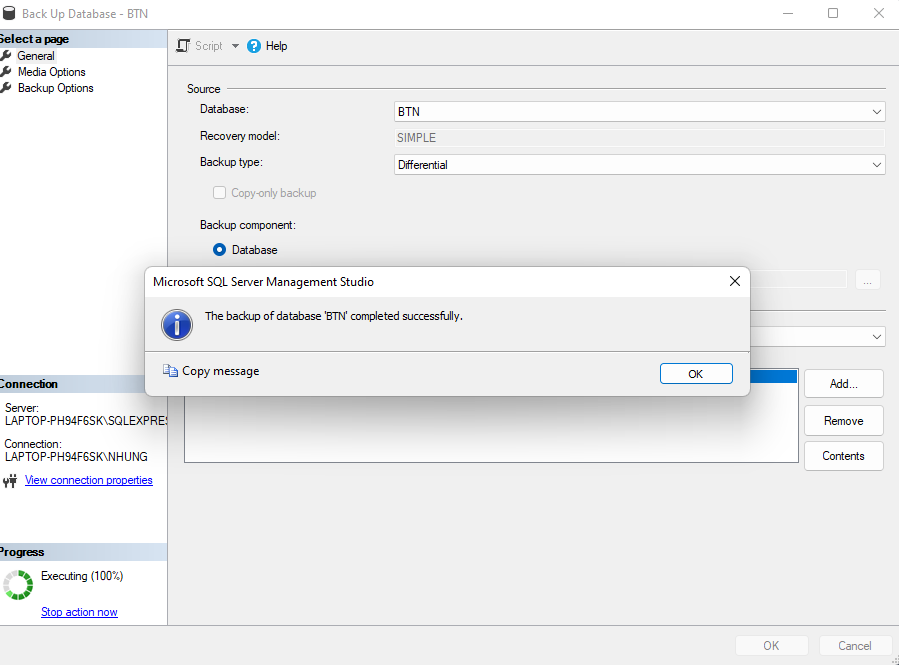 Back Up Database - BTN
Select a page
General
Media Options
Backup Options
Script
Help
Source
Database:
BTN
Recovery model:
SIMPLE
Backup type:
Differential
Copy-only backup
Backup component:
Database
...
Microsoft SQL Server Management Studio
The backup of database 'BTN' completed successfully.
Copy message
OK
Add...
Remove
Contents
Connection
Server:
LAPTOP-PH94F6SK\SQLEXPRES
Connection:
LAPTOP-PH94F6SK\NHUNG
View connection properties
Progress
Executing (100%)
Stop action now
OK
Cancel